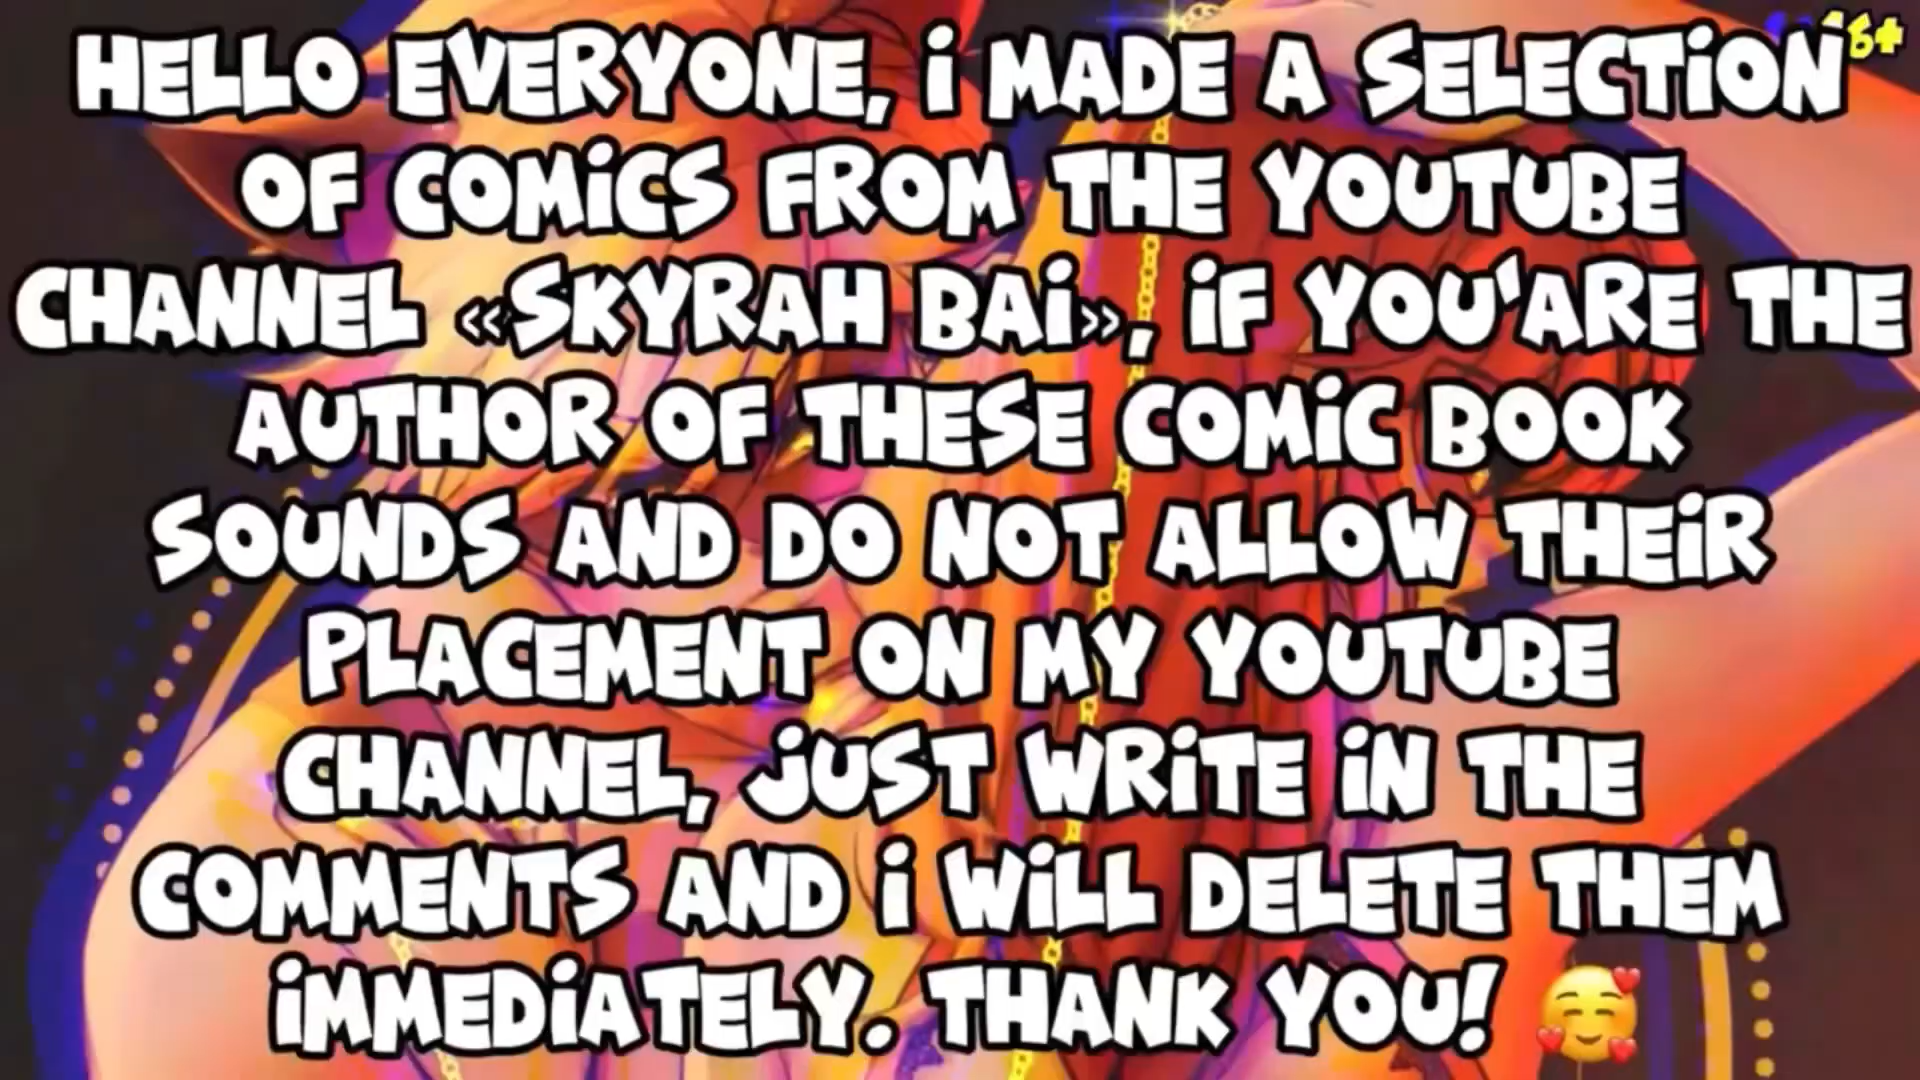 HELLO EVERYONE, i MADE A SELECTiON
OF COMiCS FROM THE YOUTUBE
CHANNEL «SKYRAH BAi», iF YOU'ARE THE
AUTHOR OF THESE COMiC BOOK
SOUNDS AND DO NOT ALLOW THEiR
PLACEMENT ON MY YOUTUBE
CHANNEL, jUST WRiTE iN THE
COMMENTS AND i WiLL DELETE THEM
iMMEDiATELY. THANK YOU! 🥰